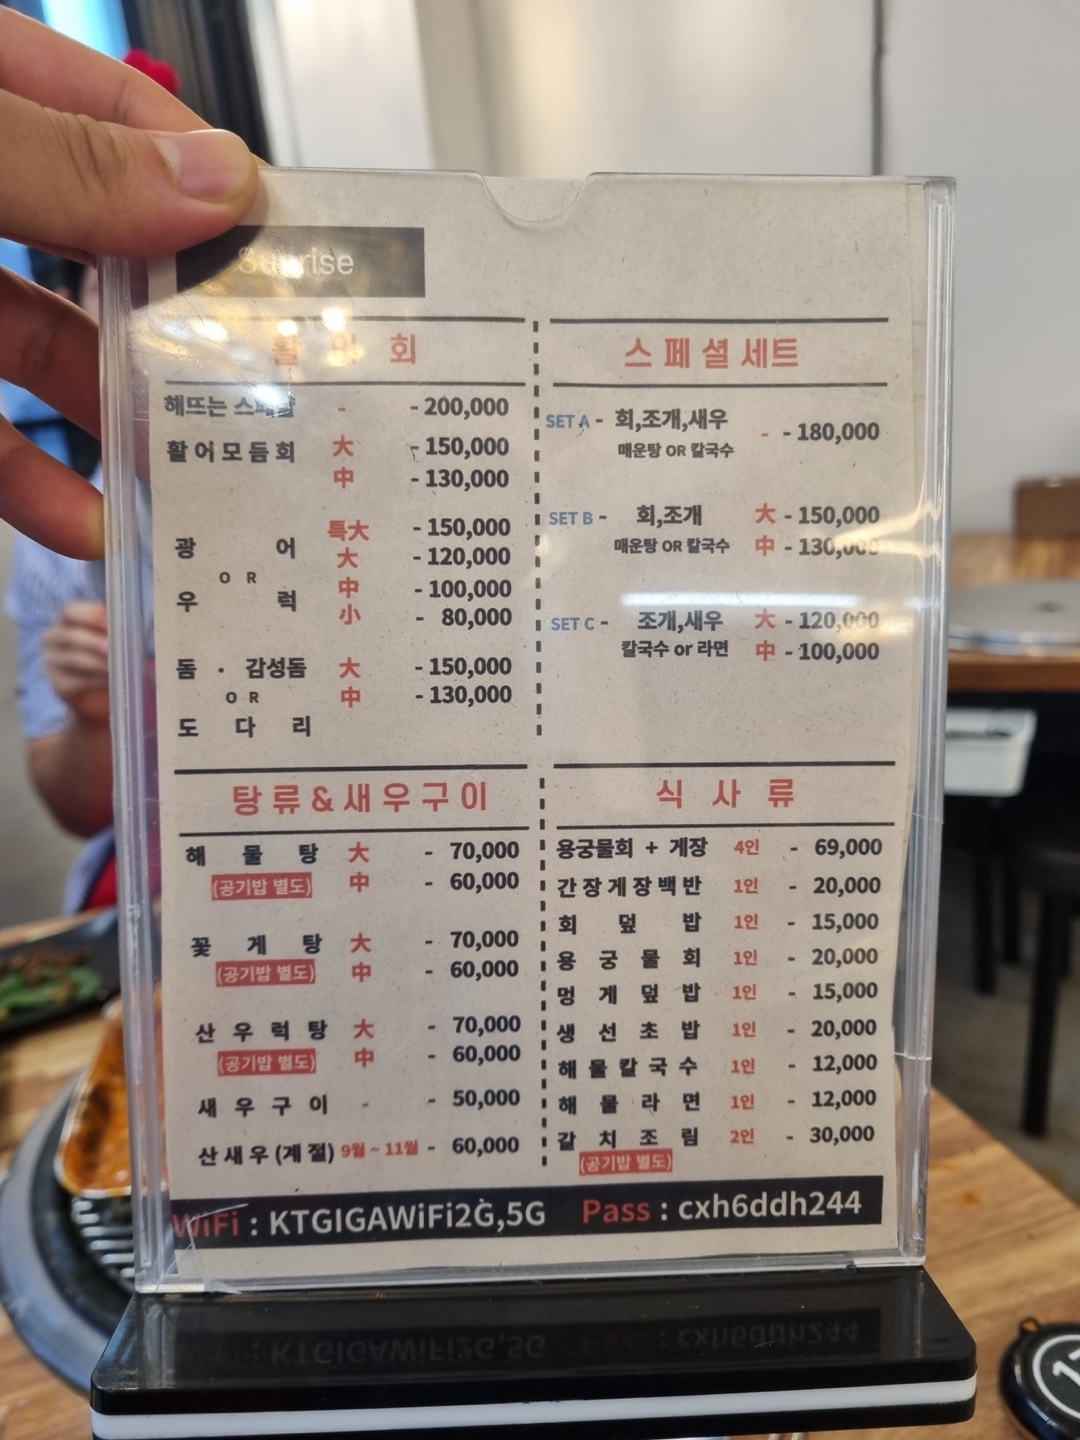 Sunrise
회
해뜨는 스페셜 - - 200,000
활어모듬회 大 - 150,000
中 - 130,000
광어 特大 - 150,000
OR 大 - 120,000
우럭 中 - 100,000
小 - 80,000
돔 · 감성돔 大 - 150,000
OR 中 - 130,000
도다리
스페셜세트
SET A - 회,조개,새우 - - 180,000
매운탕 OR 칼국수
SET B - 회,조개 大 - 150,000
매운탕 OR 칼국수 中 - 130,000
SET C - 조개,새우 大 - 120,000
칼국수 or 라면 中 - 100,000
탕류&새우구이
해물탕 大 - 70,000
(공기밥 별도) 中 - 60,000
꽃게탕 大 - 70,000
(공기밥 별도) 中 - 60,000
산우럭탕 大 - 70,000
(공기밥 별도) 中 - 60,000
새우구이 - - 50,000
산새우(계절) 9월 ~ 11월 - 60,000
식사류
용궁물회 + 게장 4인 - 69,000
간장게장백반 1인 - 20,000
회덮밥 1인 - 15,000
용궁물회 1인 - 20,000
멍게덮밥 1인 - 15,000
생선초밥 1인 - 20,000
해물칼국수 1인 - 12,000
해물라면 1인 - 12,000
갈치조림 2인 - 30,000
(공기밥 별도)
WiFi : KTGIGAWiFi2G,5G Pass : cxh6ddh244